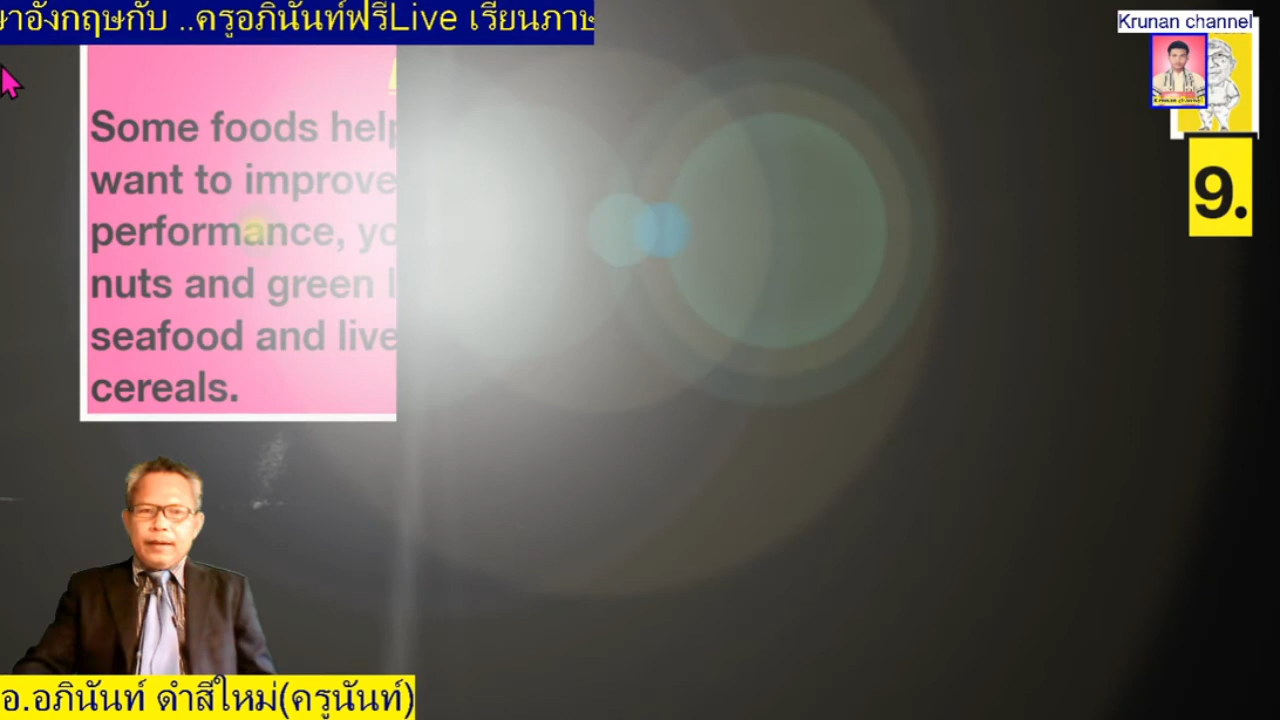 ษาอังกฤษกับ ..ครูอภินันท์ฟรีLive เรียนภาษ
Krunan channel
9.
Some foods help
want to improve
performance, yo
nuts and green l
seafood and live
cereals.
อ.อภินันท์ ดำสีใหม่(ครูนันท์)